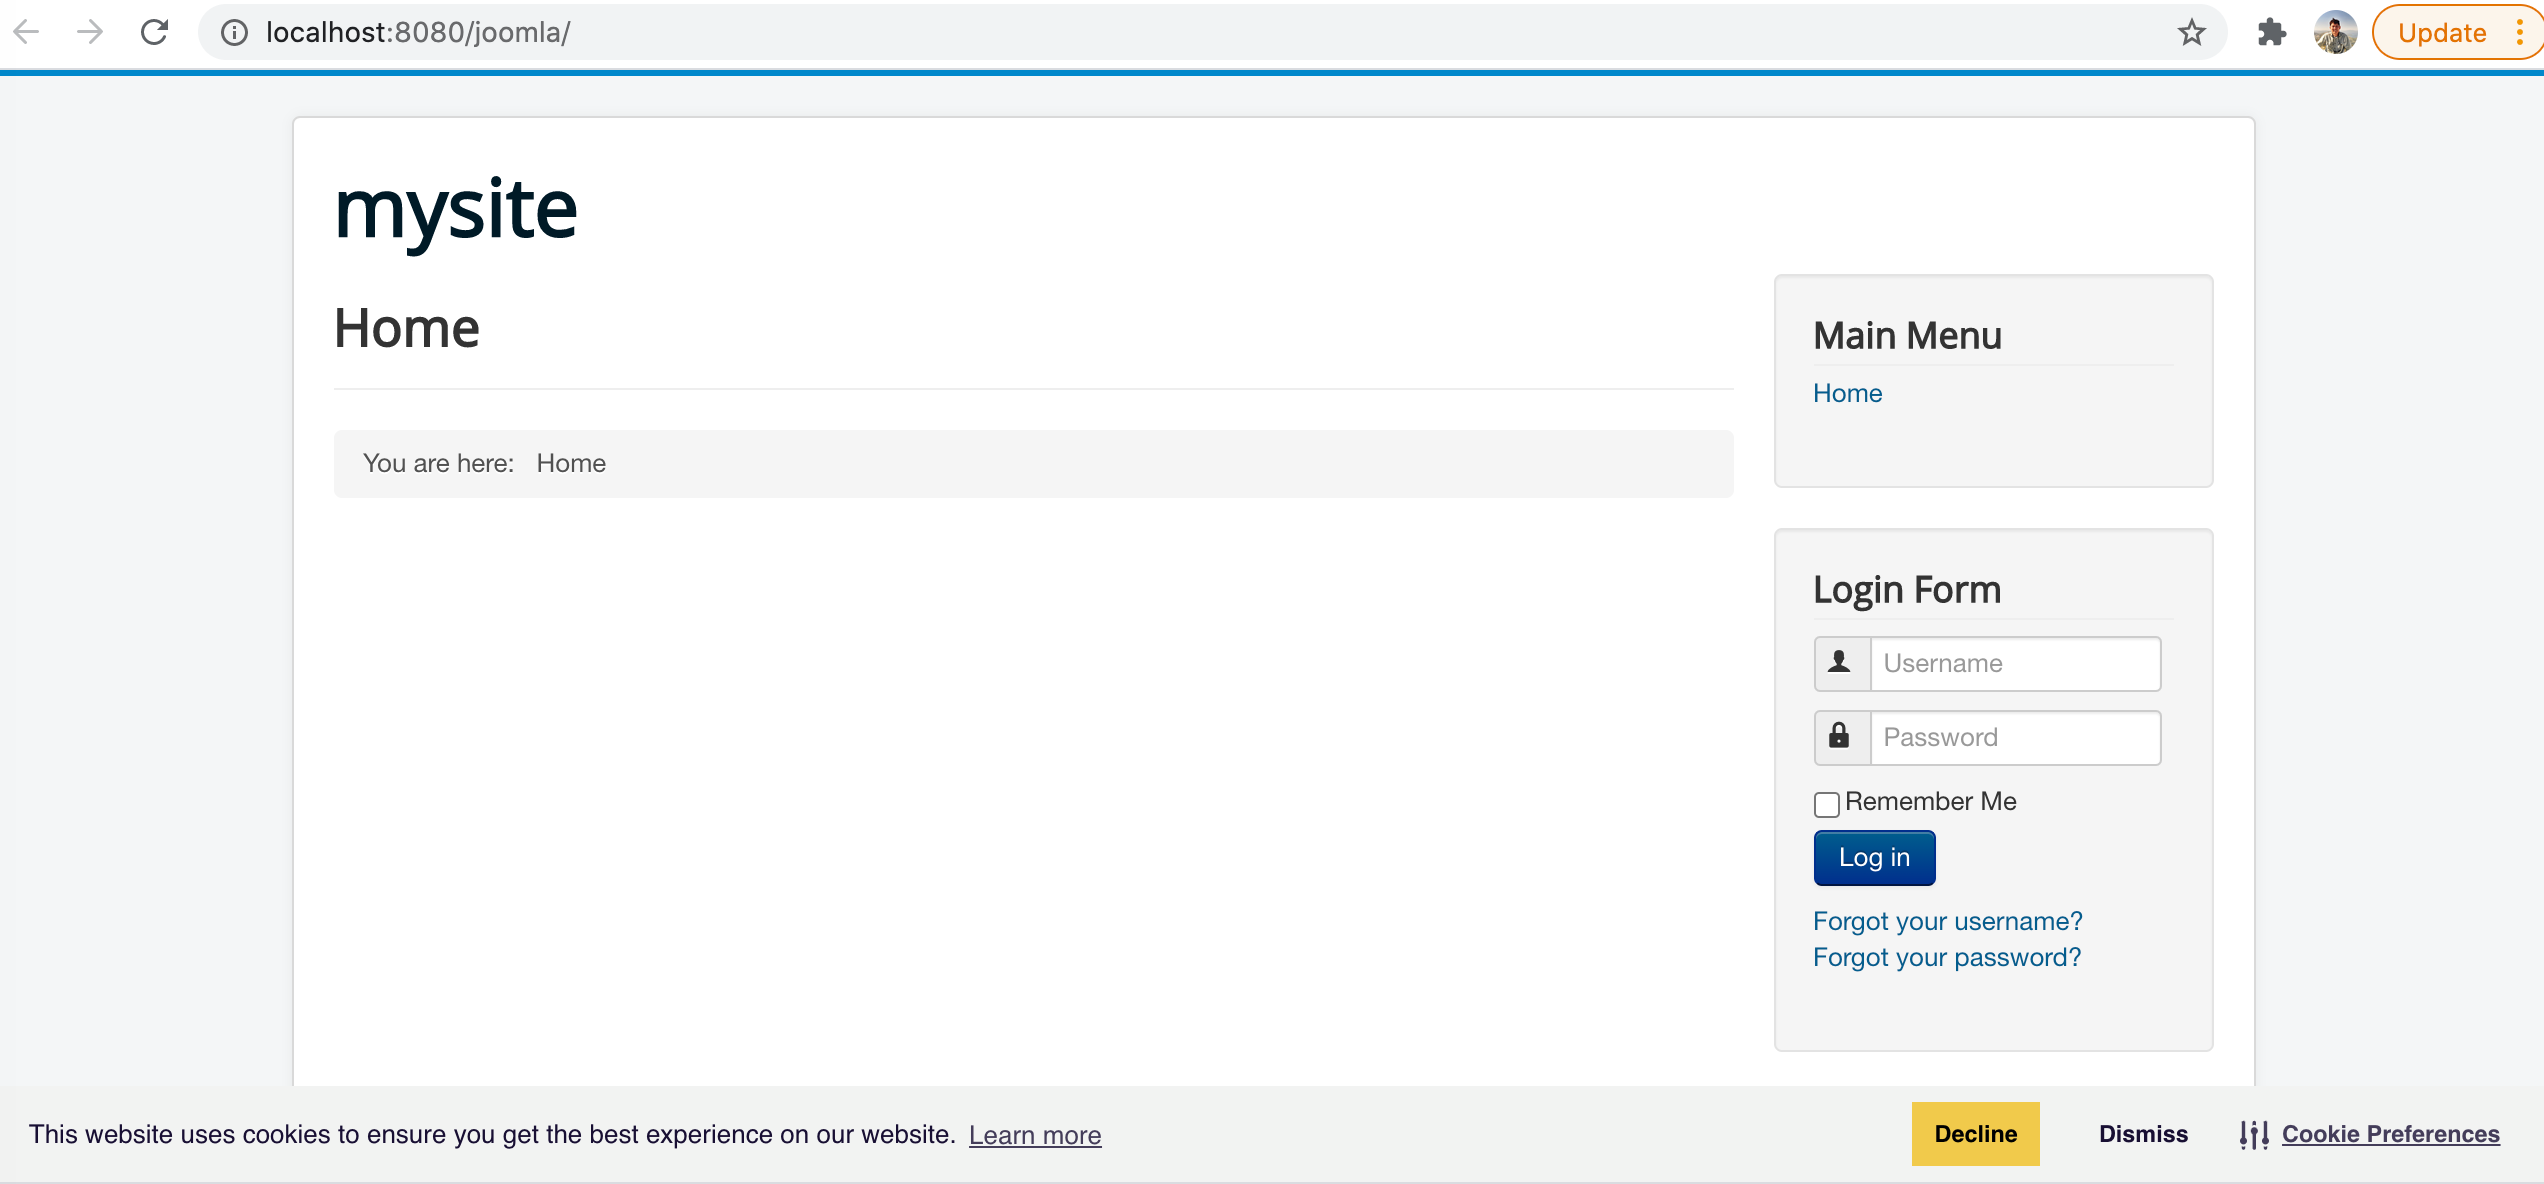 localhost:8080/joomla/
Update
mysite
Home
You are here: Home
Main Menu
Home
Login Form
Username
Password
Remember Me
Log in
Forgot your username?
Forgot your password?
This website uses cookies to ensure you get the best experience on our website. Learn more
Decline
Dismiss
Cookie Preferences